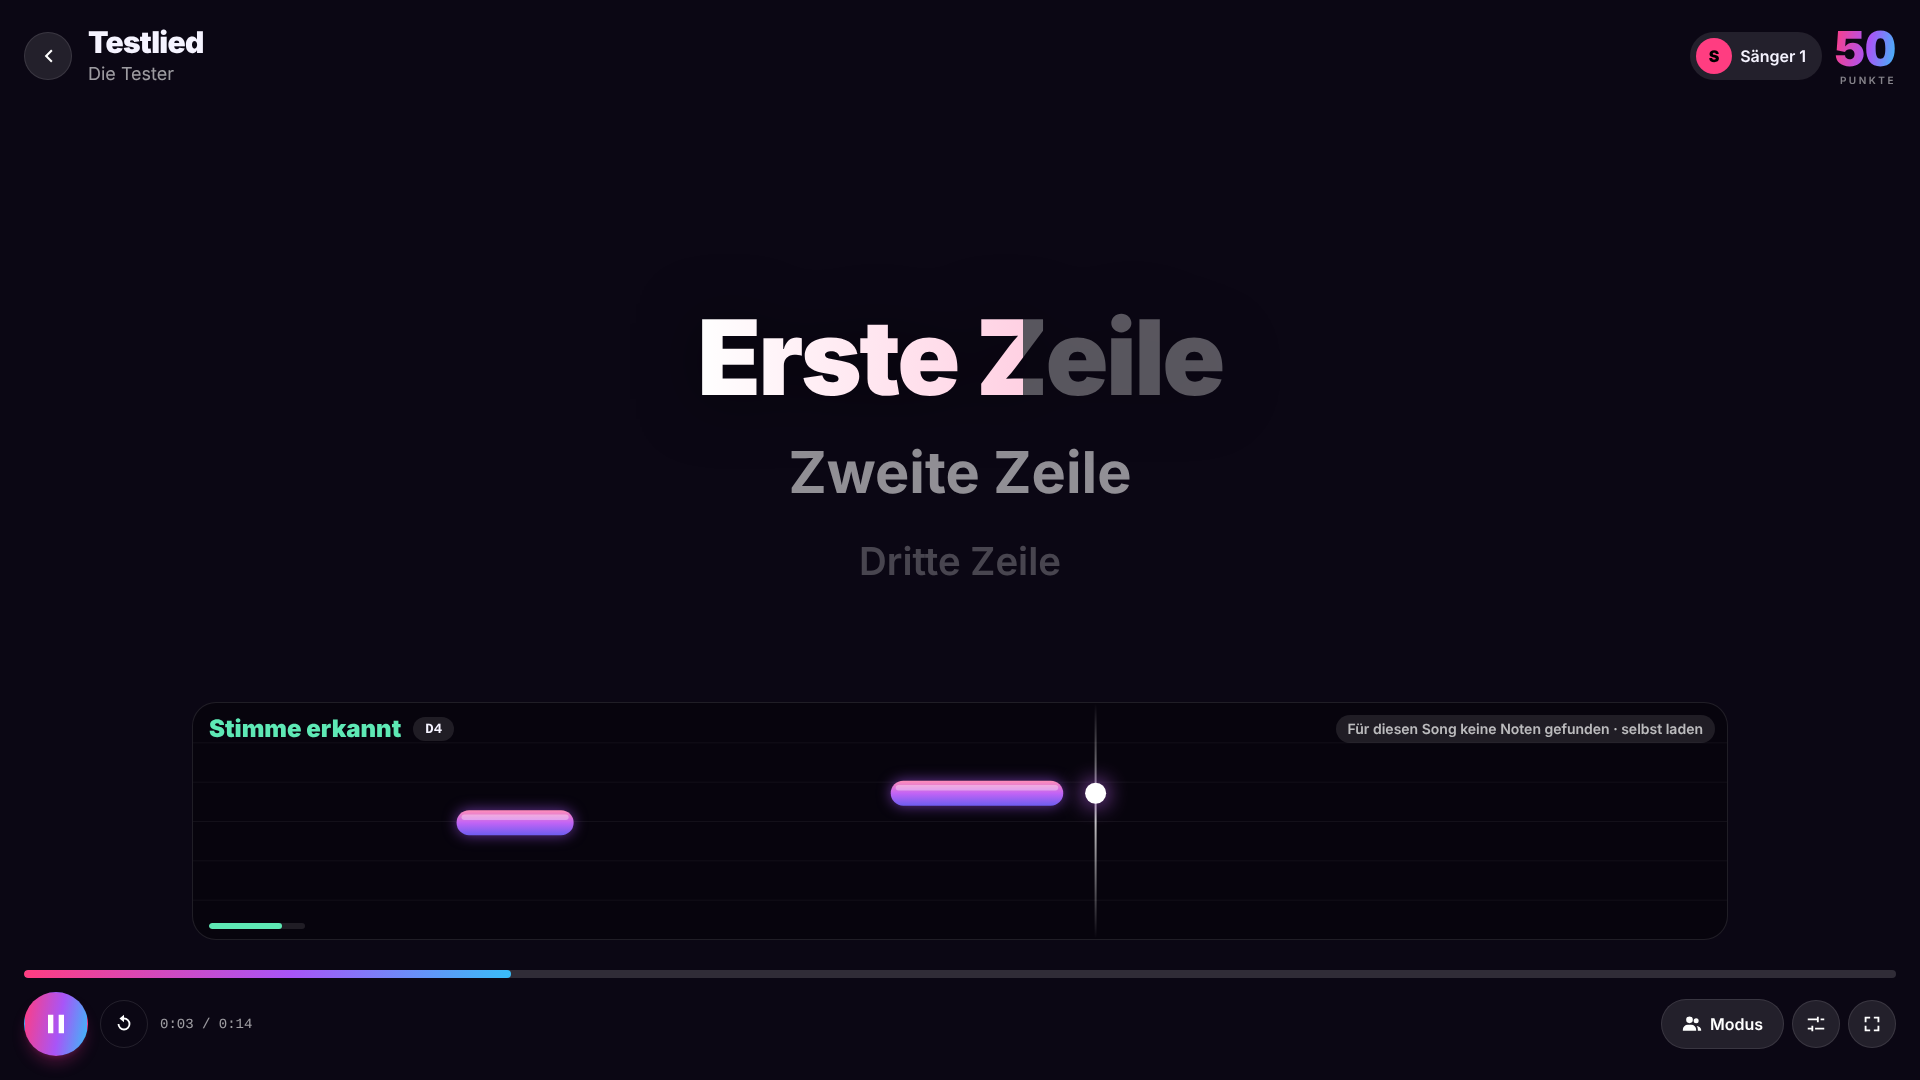 Testlied
Die Tester
S Sänger 1
50
PUNKTE
Erste Zeile
Zweite Zeile
Dritte Zeile
Stimme erkannt D4
Für diesen Song keine Noten gefunden · selbst laden
0:03 / 0:14
Modus